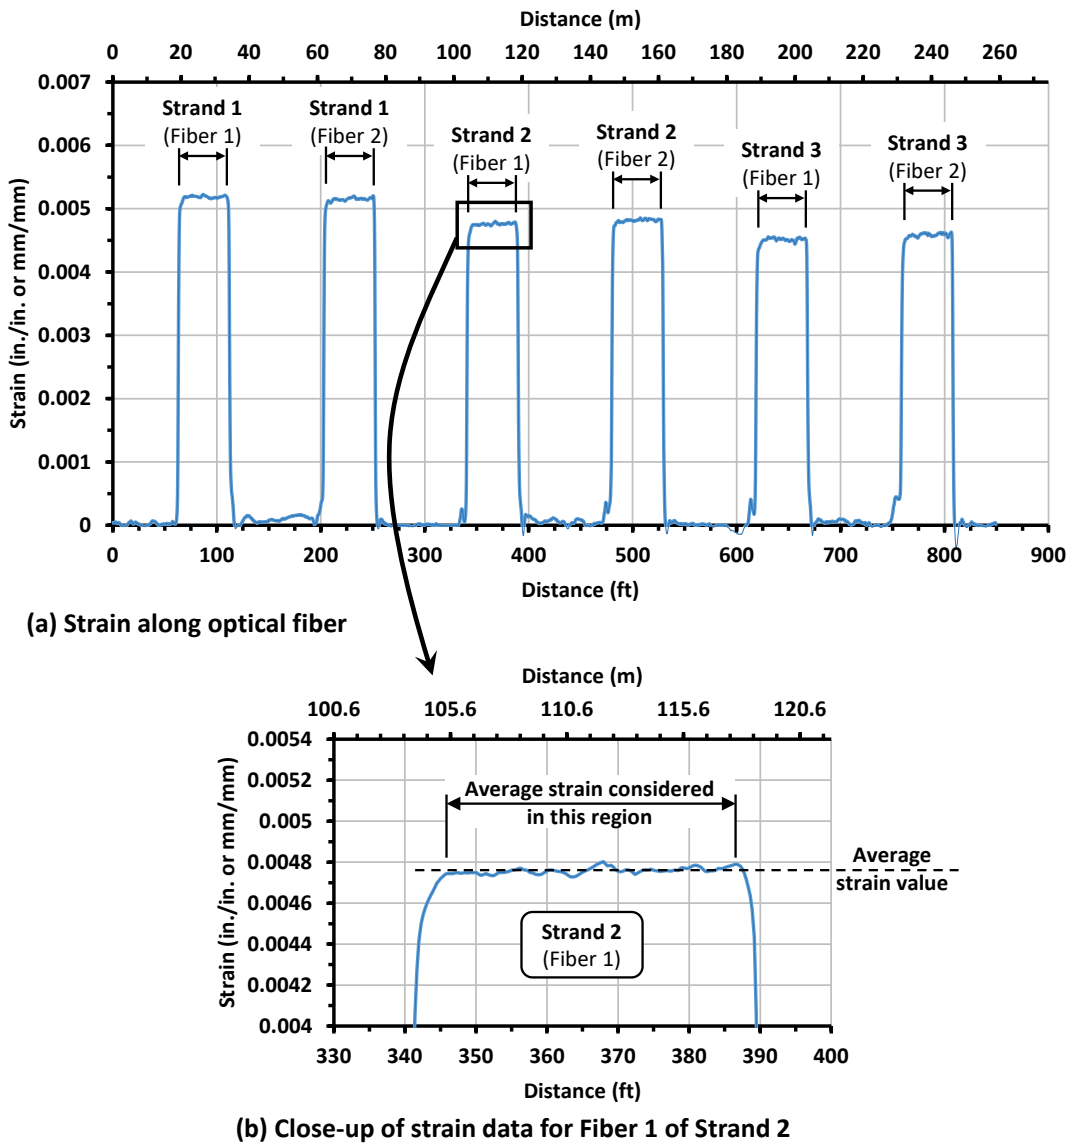 Distance (m)
0 20 40 60 80 100 120 140 160 180 200 220 240 260
0.007
0.006
0.005
0.004
0.003
0.002
0.001
0
Strain (in./in. or mm/mm)
Strand 1
(Fiber 1)
Strand 1
(Fiber 2)
Strand 2
(Fiber 1)
Strand 2
(Fiber 2)
Strand 3
(Fiber 1)
Strand 3
(Fiber 2)
0 100 200 300 400 500 600 700 800 900
Distance (ft)
(a) Strain along optical fiber
Distance (m)
100.6 105.6 110.6 115.6 120.6
0.0054
0.0052
0.005
0.0048
0.0046
0.0044
0.0042
0.004
Strain (in./in. or mm/mm)
Average strain considered
in this region
Average
strain value
Strand 2
(Fiber 1)
330 340 350 360 370 380 390 400
Distance (ft)
(b) Close-up of strain data for Fiber 1 of Strand 2